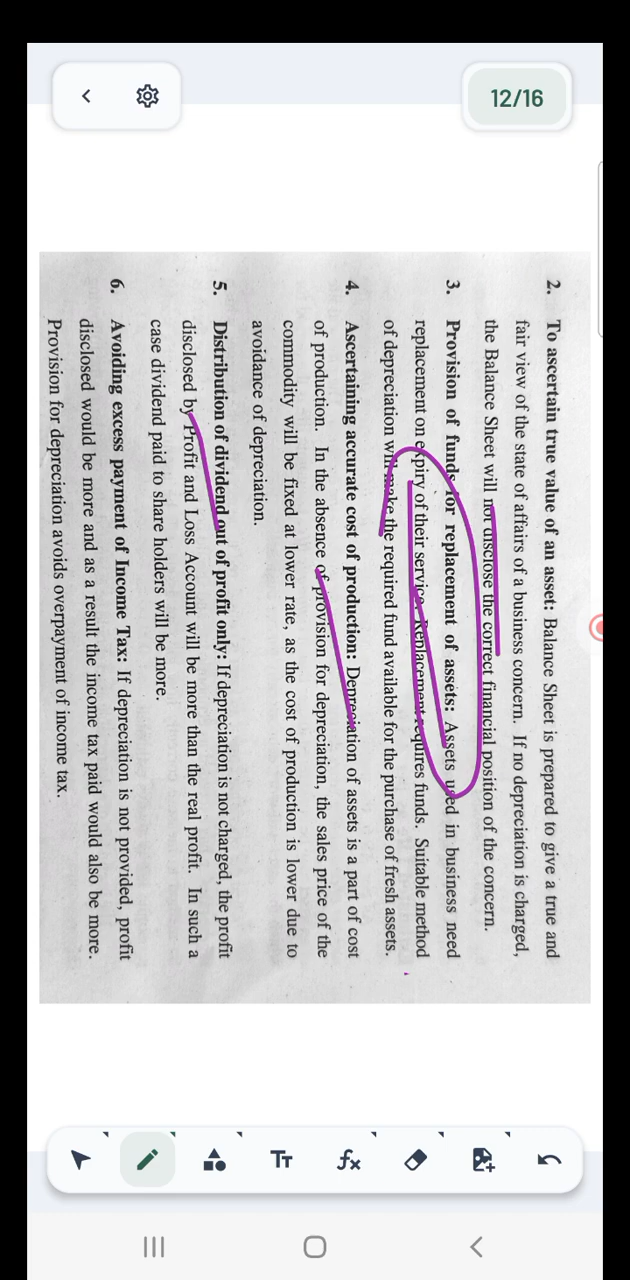 12/16
2. To ascertain true value of an asset: Balance Sheet is prepared to give a true and
fair view of the state of affairs of a business concern. If no depreciation is charged,
the Balance Sheet will not disclose the correct financial position of the concern.
3. Provision of funds for replacement of assets: Assets used in business need
replacement on expiry of their service. Replacement requires funds. Suitable method
of depreciation will make the required fund available for the purchase of fresh assets.
4. Ascertaining accurate cost of production: Depreciation of assets is a part of cost
of production. In the absence of provision for depreciation, the sales price of the
commodity will be fixed at lower rate, as the cost of production is lower due to
avoidance of depreciation.
5. Distribution of dividend out of profit only: If depreciation is not charged, the profit
disclosed by Profit and Loss Account will be more than the real profit. In such a
case dividend paid to share holders will be more.
6. Avoiding excess payment of Income Tax: If depreciation is not provided, profit
disclosed would be more and as a result the income tax paid would also be more.
Provision for depreciation avoids overpayment of income tax.
TT
fx